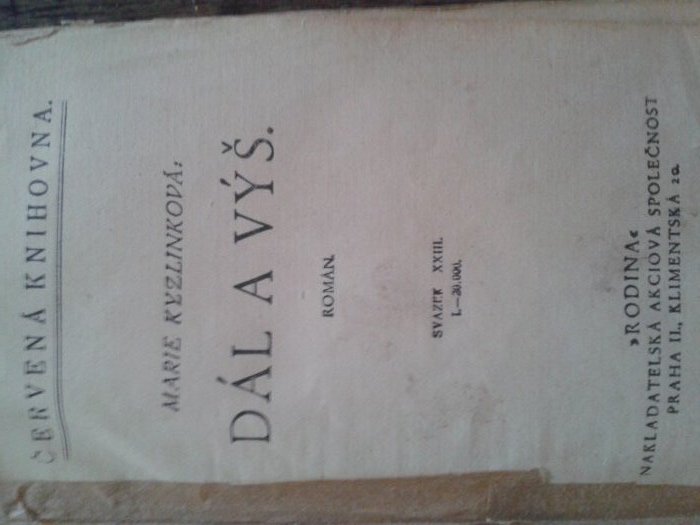 ČERVENÁ KNIHOVNA.
MARIE KYZLINKOVÁ:
DÁL A VÝŠ.
ROMÁN.
SVAZEK XXIII.
1.—30.000.
»RODINA«
NAKLADATELSKÁ AKCIOVÁ SPOLEČNOST
PRAHA II., KLIMENTSKÁ 20.